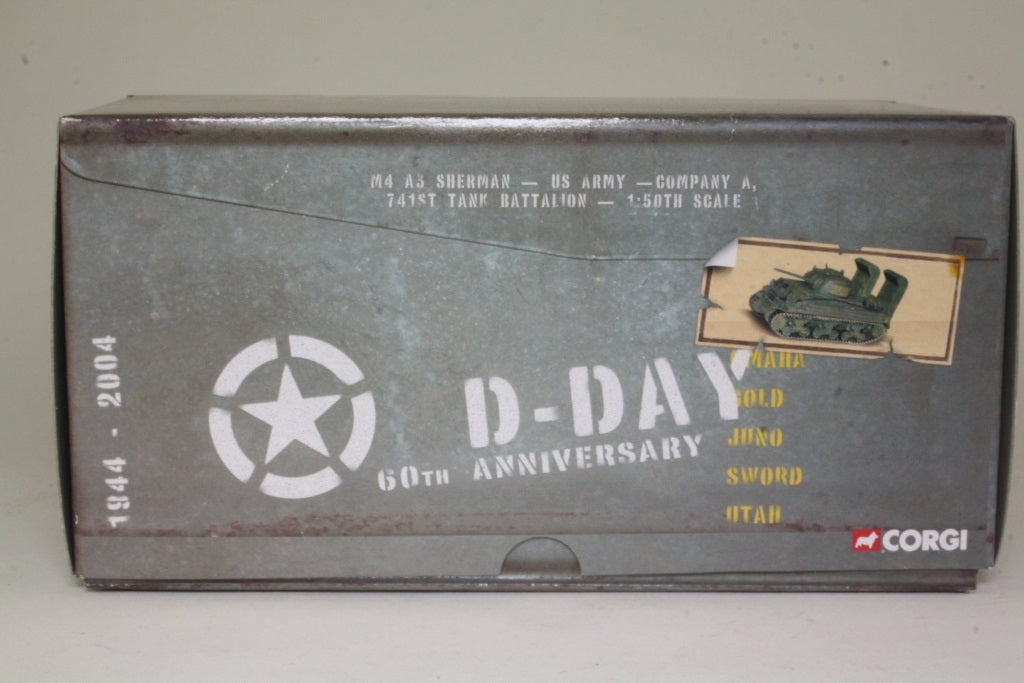 M4 A3 SHERMAN — US ARMY —COMPANY A,
741ST TANK BATTALION — 1:50TH SCALE
1944 - 2004
D-DAY
60TH ANNIVERSARY
OMAHA
GOLD
JUNO
SWORD
UTAH
CORGI